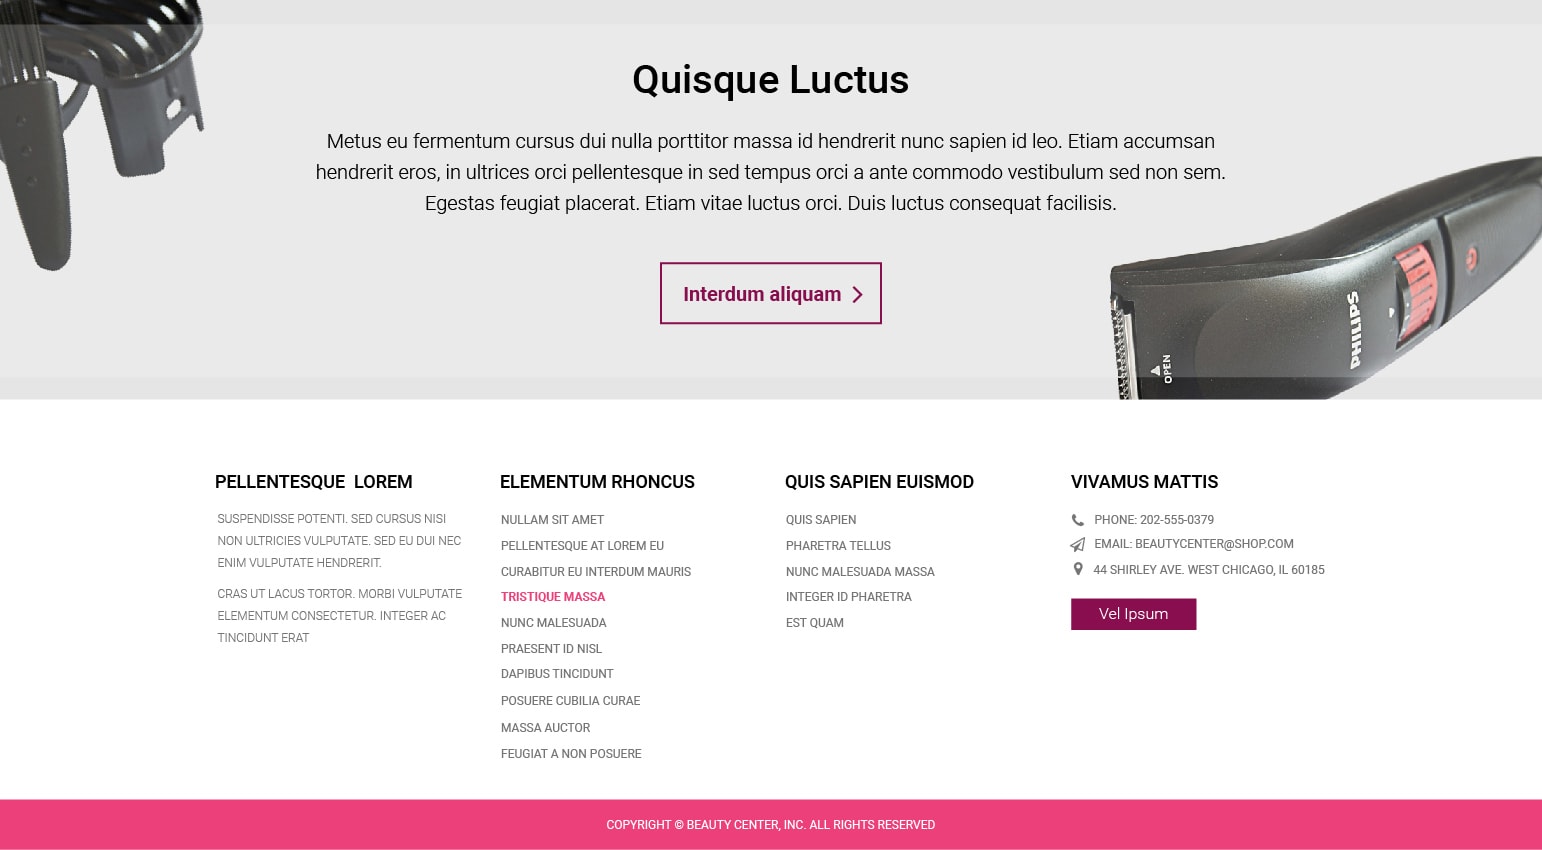 Quisque Luctus
Metus eu fermentum cursus dui nulla porttitor massa id hendrerit nunc sapien id leo. Etiam accumsan
hendrerit eros, in ultrices orci pellentesque in sed tempus orci a ante commodo vestibulum sed non sem.
Egestas feugiat placerat. Etiam vitae luctus orci. Duis luctus consequat facilisis.
Interdum aliquam
PHILIPS
OPEN
PELLENTESQUE LOREM
SUSPENDISSE POTENTI. SED CURSUS NISI
NON ULTRICIES VULPUTATE. SED EU DUI NEC
ENIM VULPUTATE HENDRERIT.
CRAS UT LACUS TORTOR. MORBI VULPUTATE
ELEMENTUM CONSECTETUR. INTEGER AC
TINCIDUNT ERAT
ELEMENTUM RHONCUS
NULLAM SIT AMET
PELLENTESQUE AT LOREM EU
CURABITUR EU INTERDUM MAURIS
TRISTIQUE MASSA
NUNC MALESUADA
PRAESENT ID NISL
DAPIBUS TINCIDUNT
POSUERE CUBILIA CURAE
MASSA AUCTOR
FEUGIAT A NON POSUERE
QUIS SAPIEN EUISMOD
QUIS SAPIEN
PHARETRA TELLUS
NUNC MALESUADA MASSA
INTEGER ID PHARETRA
EST QUAM
VIVAMUS MATTIS
PHONE: 202-555-0379
EMAIL: BEAUTYCENTER@SHOP.COM
44 SHIRLEY AVE. WEST CHICAGO, IL 60185
Vel Ipsum
COPYRIGHT © BEAUTY CENTER, INC. ALL RIGHTS RESERVED